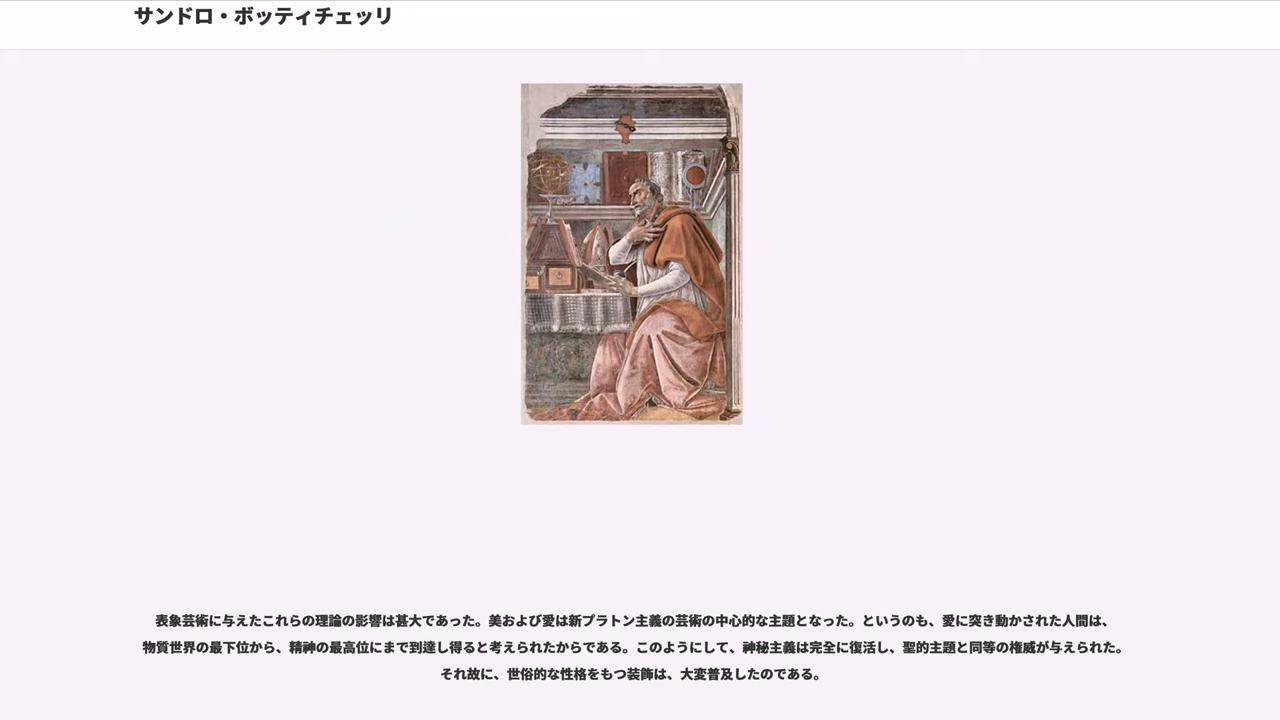 サンドロ・ボッティチェッリ
表象芸術に与えたこれらの理論の影響は甚大であった。美および愛は新プラトン主義の芸術の中心的な主題となった。というのも、愛に突き動かされた人間は、
物質世界の最下位から、精神の最高位にまで到達し得ると考えられたからである。このようにして、神秘主義は完全に復活し、聖的主題と同等の権威が与えられた。
それ故に、世俗的な性格をもつ装飾は、大変普及したのである。